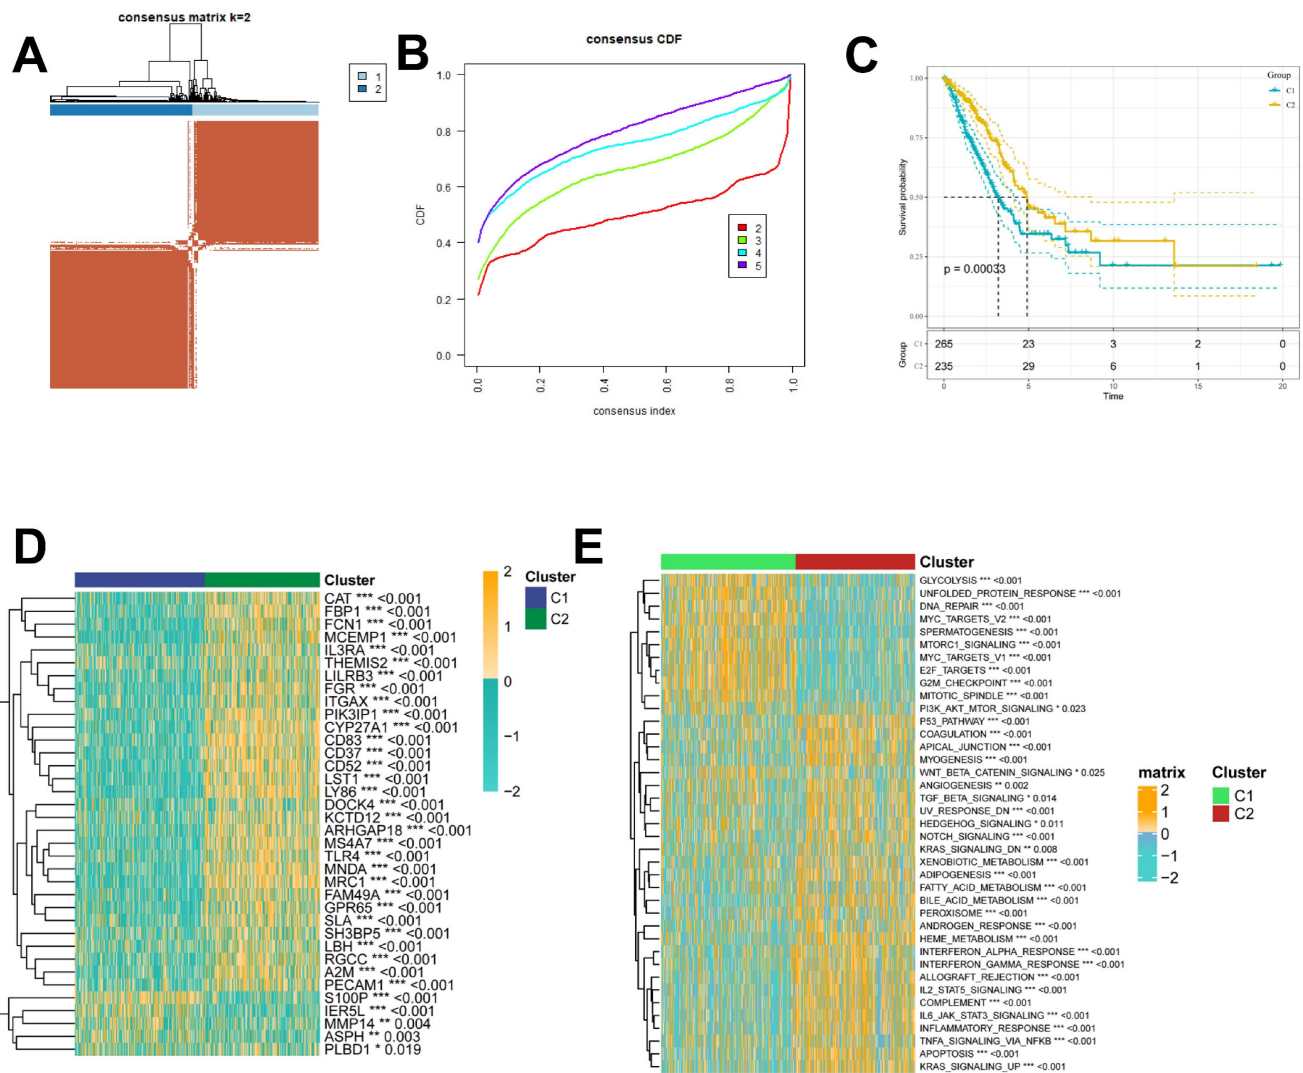 A
consensus matrix k=2
1
2
B
consensus CDF
CDF
1.0
0.8
0.6
0.4
0.2
0.0
2
3
4
5
0.0
0.2
0.4
0.6
0.8
1.0
consensus index
C
Group
C1
C2
Survival probability
1.00
0.75
0.50
0.25
0.00
p = 0.00033
Group
C1 265 23 3 2 0
C2 235 29 6 1 0
0 5 10 15 20
Time
D
Cluster
CAT *** <0.001
FBP1 *** <0.001
FCN1 *** <0.001
MCEMP1 *** <0.001
IL3RA *** <0.001
THEMIS2 *** <0.001
LILRB3 *** <0.001
FGR *** <0.001
ITGAX *** <0.001
PIK3IP1 *** <0.001
CYP27A1 *** <0.001
CD83 *** <0.001
CD37 *** <0.001
CD52 *** <0.001
LST1 *** <0.001
LY86 *** <0.001
DOCK4 *** <0.001
KCTD12 *** <0.001
ARHGAP18 *** <0.001
MS4A7 *** <0.001
TLR4 *** <0.001
MNDA *** <0.001
MRC1 *** <0.001
FAM49A *** <0.001
GPR65 *** <0.001
SLA *** <0.001
SH3BP5 *** <0.001
LBH *** <0.001
RGCC *** <0.001
A2M *** <0.001
PECAM1 *** <0.001
S100P *** <0.001
IER5L *** <0.001
MMP14 ** 0.004
ASPH ** 0.003
PLBD1 * 0.019
2
1
0
−1
−2
Cluster
C1
C2
E
Cluster
GLYCOLYSIS *** <0.001
UNFOLDED_PROTEIN_RESPONSE *** <0.001
DNA_REPAIR *** <0.001
MYC_TARGETS_V2 *** <0.001
SPERMATOGENESIS *** <0.001
MTORC1_SIGNALING *** <0.001
MYC_TARGETS_V1 *** <0.001
E2F_TARGETS *** <0.001
G2M_CHECKPOINT *** <0.001
MITOTIC_SPINDLE *** <0.001
PI3K_AKT_MTOR_SIGNALING * 0.023
P53_PATHWAY *** <0.001
COAGULATION *** <0.001
APICAL_JUNCTION *** <0.001
MYOGENESIS *** <0.001
WNT_BETA_CATENIN_SIGNALING * 0.025
ANGIOGENESIS ** 0.002
TGF_BETA_SIGNALING * 0.014
UV_RESPONSE_DN *** <0.001
HEDGEHOG_SIGNALING * 0.011
NOTCH_SIGNALING *** <0.001
KRAS_SIGNALING_DN ** 0.008
XENOBIOTIC_METABOLISM *** <0.001
ADIPOGENESIS *** <0.001
FATTY_ACID_METABOLISM *** <0.001
BILE_ACID_METABOLISM *** <0.001
PEROXISOME *** <0.001
ANDROGEN_RESPONSE *** <0.001
HEME_METABOLISM *** <0.001
INTERFERON_ALPHA_RESPONSE *** <0.001
INTERFERON_GAMMA_RESPONSE *** <0.001
ALLOGRAFT_REJECTION *** <0.001
IL2_STAT5_SIGNALING *** <0.001
COMPLEMENT *** <0.001
IL6_JAK_STAT3_SIGNALING *** <0.001
INFLAMMATORY_RESPONSE *** <0.001
TNFA_SIGNALING_VIA_NFKB *** <0.001
APOPTOSIS *** <0.001
KRAS_SIGNALING_UP *** <0.001
matrix
2
1
0
−1
−2
Cluster
C1
C2